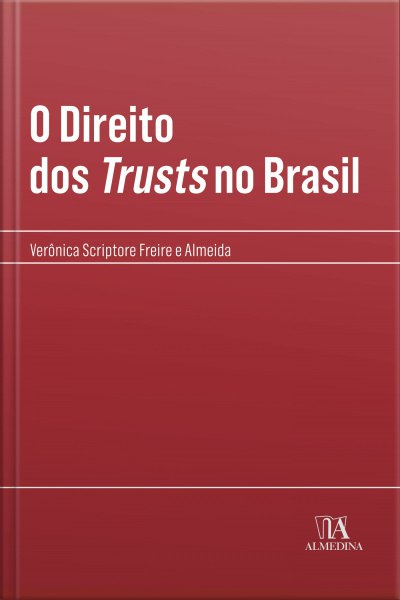 O Direito
dos Trusts no Brasil
Verônica Scriptore Freire e Almeida
ALMEDINA